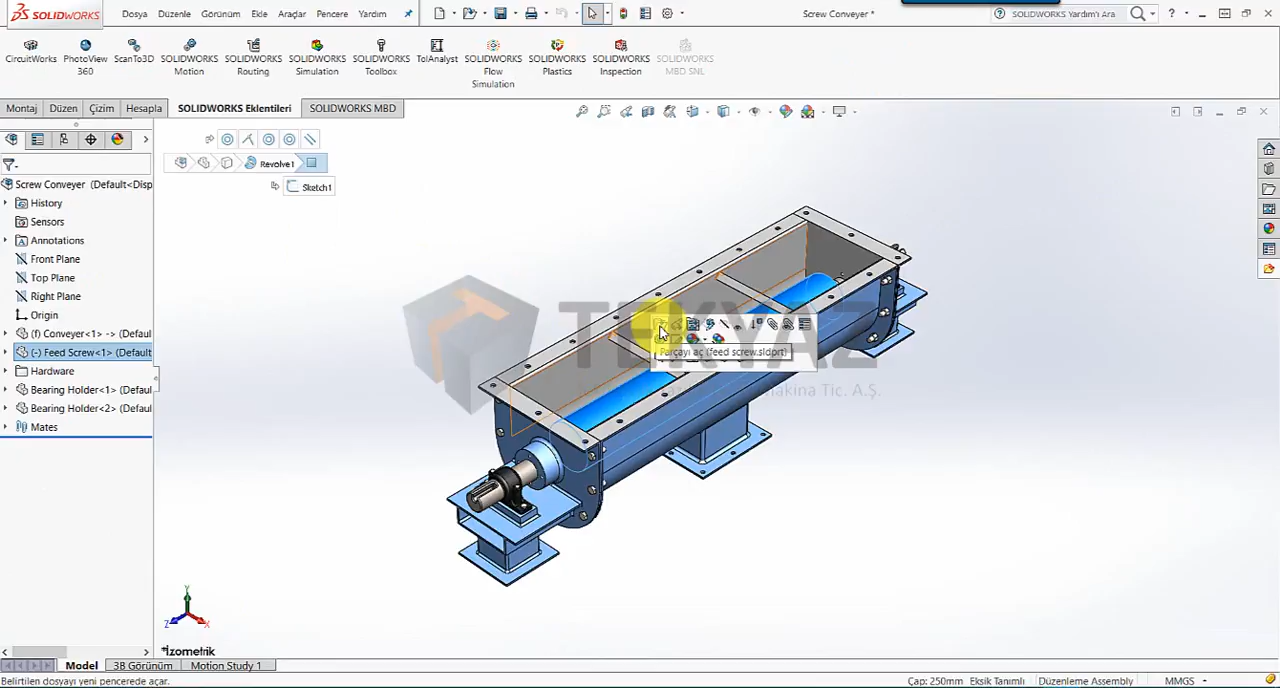 SOLIDWORKS Dosya Düzenle Görünüm Ekle Araçlar Pencere Yardım Screw Conveyer * SOLIDWORKS Yardım'ı Ara ?
CircuitWorks PhotoView 360 ScanTo3D SOLIDWORKS Motion SOLIDWORKS Routing SOLIDWORKS Simulation SOLIDWORKS Toolbox TolAnalyst SOLIDWORKS Flow Simulation SOLIDWORKS Plastics SOLIDWORKS Inspection SOLIDWORKS MBD SNL
Montaj Düzen Çizim Hesapla SOLIDWORKS Eklentileri SOLIDWORKS MBD
Revolve1
Sketch1
Screw Conveyer (Default<Disp
History
Sensors
Annotations
Front Plane
Top Plane
Right Plane
Origin
(f) Conveyer<1> -> (Defaul
(-) Feed Screw<1> (Default
Hardware
Bearing Holder<1> (Defaul
Bearing Holder<2> (Defaul
Mates
TEKYAZ
Parçayı aç (feed screw.sldprt)
akina Tic. A.Ş.
Y
Z
X
*İzometrik
Model 3B Görünüm Motion Study 1
Belirtilen dosyayı yeni pencerede açar. Çap: 250mm Eksik Tanımlı Düzenleme Assembly MMGS